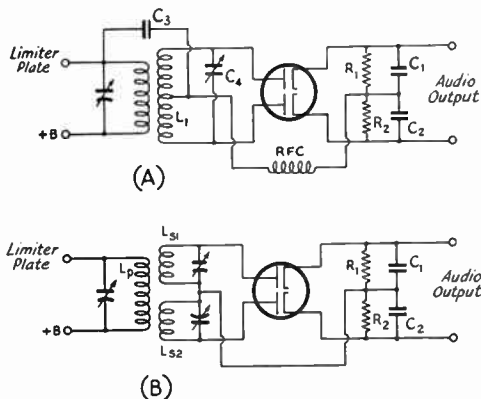 C3
Limiter
Plate
C4
L1
R1
C1
Audio
Output
R2
C2
RFC
+B
(A)
LS1
Limiter
Plate
LP
R1
C1
Audio
Output
R2
C2
+B
LS2
(B)